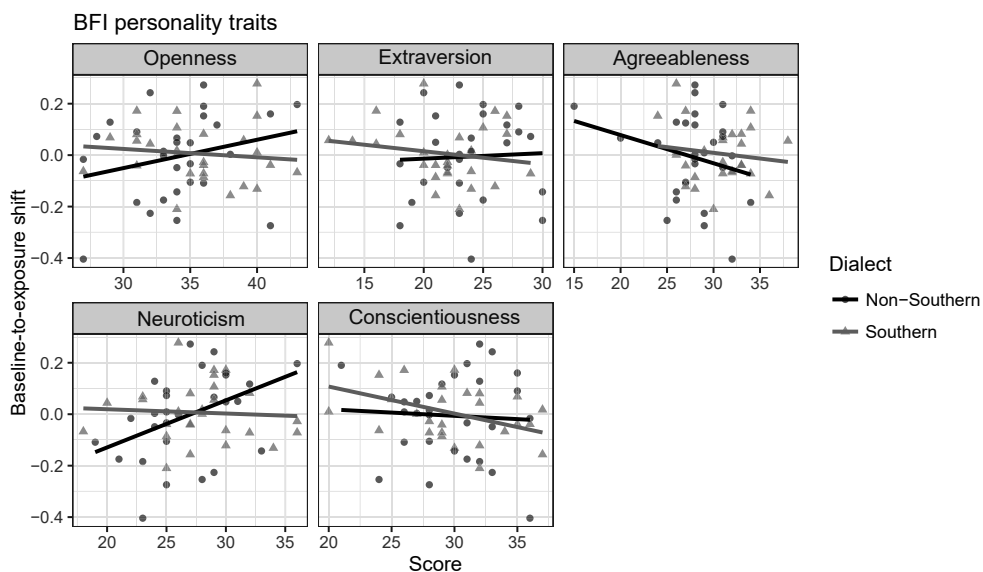 BFI personality traits
Openness
Extraversion
Agreeableness
0.2
0.0
−0.2
−0.4
30 35 40
15 20 25 30
15 20 25 30 35
Neuroticism
Conscientiousness
0.2
0.0
−0.2
−0.4
20 25 30 35
20 25 30 35
Baseline-to-exposure shift
Score
Dialect
Non−Southern
Southern